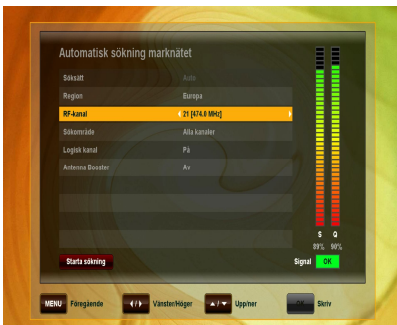 Automatisk sökning marknätet
Söksätt Auto
Region Europa
RF-kanal 21 [474.0 MHz]
Sökområde Alla kanaler
Logisk kanal På
Antenna Booster Av
S Q
89% 90%
Starta sökning Signal OK
MENU Föregående Vänster/Höger Upp/ner OK Skriv